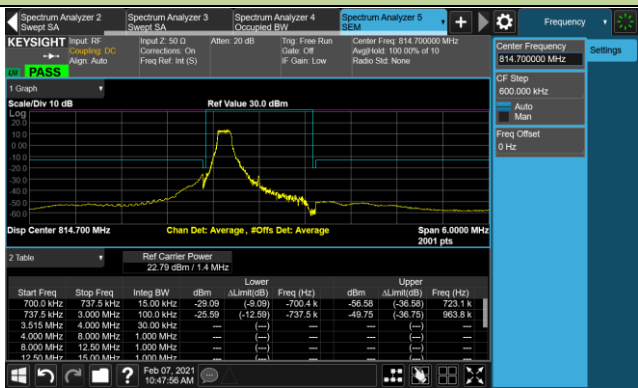 Spectrum Analyzer 2
Swept SA
Spectrum Analyzer 3
Swept SA
Spectrum Analyzer 4
Occupied BW
Spectrum Analyzer 5
SEM
+
Frequency
KEYSIGHT
Input: RF
Coupling: DC
Align: Auto
Input Z: 50 Ω
Corrections: On
Freq Ref: Int (S)
Atten: 20 dB
Trig: Free Run
Gate: Off
IF Gain: Low
Center Freq: 814.700000 MHz
Avg|Hold: 100.00% of 10
Radio Std: None
PASS
Center Frequency
814.700000 MHz
Settings
CF Step
600.000 kHz
Auto
Man
Freq Offset
0 Hz
1 Graph
Scale/Div 10 dB
Ref Value 30.0 dBm
Log
20.0
10.0
0.00
-10.0
-20.0
-30.0
-40.0
-50.0
-60.0
Disp Center 814.700 MHz
Chan Det: Average , #Offs Det: Average
Span 6.0000 MHz
2001 pts
2 Table
Ref Carrier Power
22.79 dBm / 1.4 MHz
Lower Upper
Start Freq Stop Freq Integ BW dBm ΔLimit(dB) Freq (Hz) dBm ΔLimit(dB) Freq (Hz)
700.0 kHz 737.5 kHz 15.00 kHz -29.09 (-9.09) -700.4 k -56.58 (-36.58) 723.1 k
737.5 kHz 3.000 MHz 100.0 kHz -25.59 (-12.59) -737.5 k -49.75 (-36.75) 963.8 k
3.515 MHz 4.000 MHz 30.00 kHz --- (---) --- --- (---) ---
4.000 MHz 8.000 MHz 1.000 MHz --- (---) --- --- (---) ---
8.000 MHz 12.50 MHz 1.000 MHz --- (---) --- --- (---) ---
12.50 MHz 15.00 MHz 1.000 MHz --- (---) --- --- (---) ---
?
Feb 07, 2021
10:47:56 AM